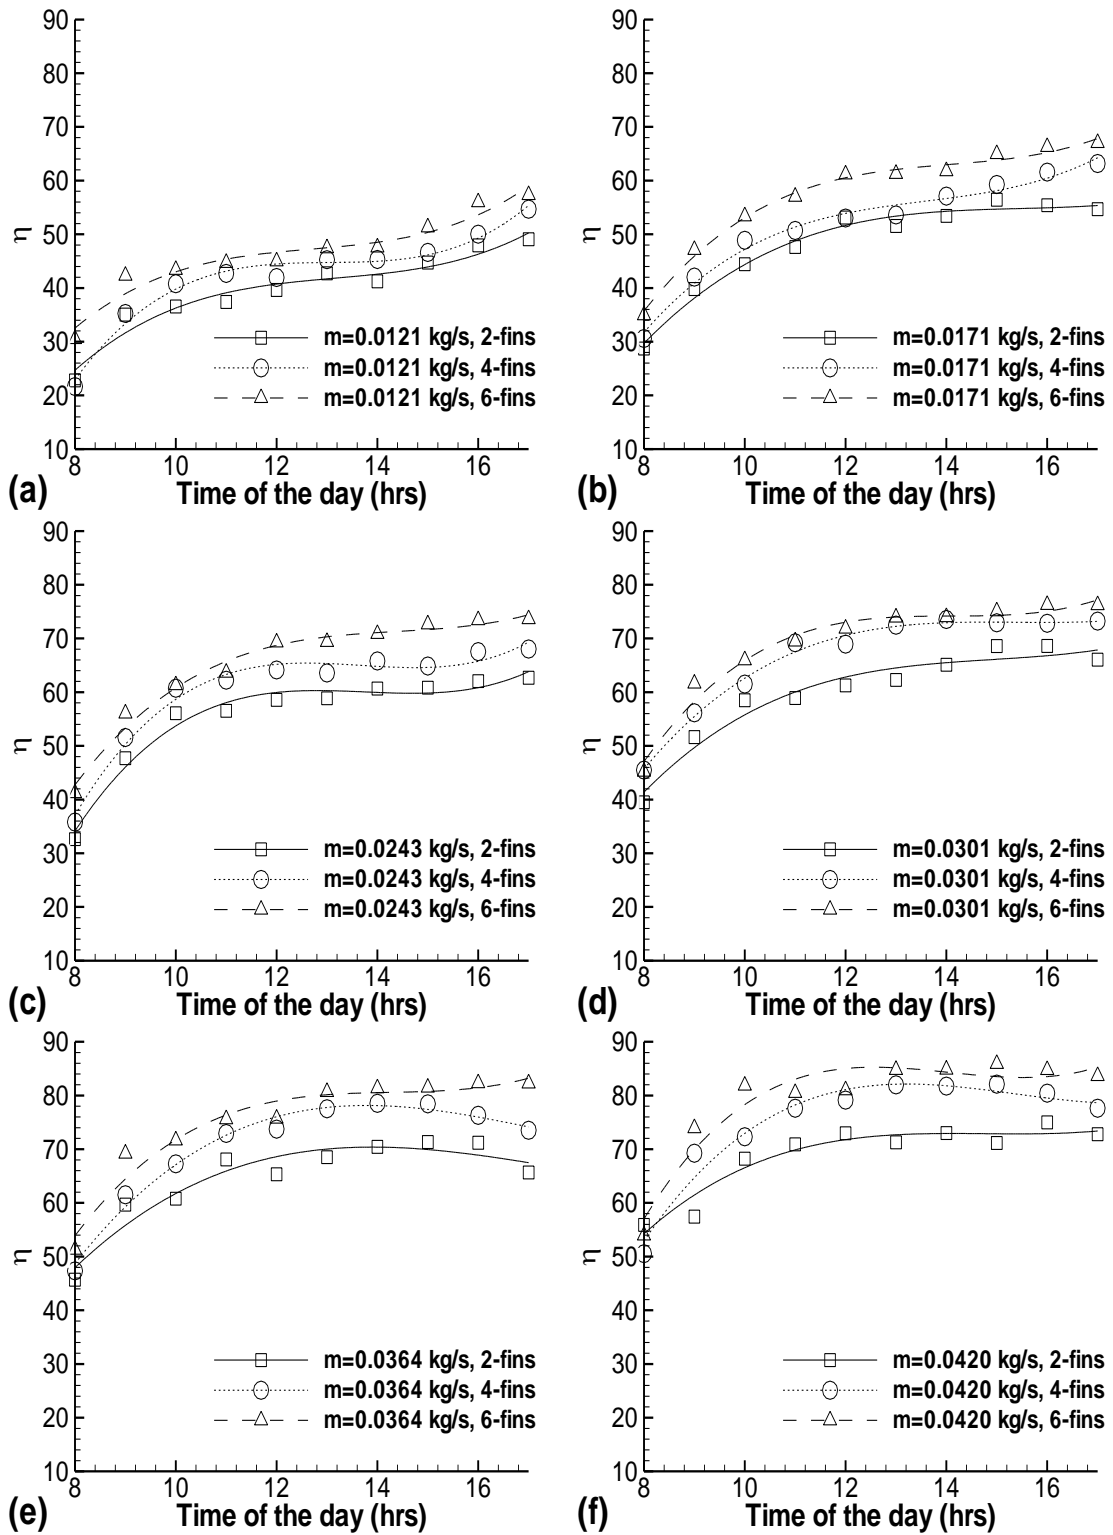 90
80
70
60
50
40
30
20
10
η
8 10 12 14 16
Time of the day (hrs)
m=0.0121 kg/s, 2-fins
m=0.0121 kg/s, 4-fins
m=0.0121 kg/s, 6-fins
(a)
90
80
70
60
50
40
30
20
10
η
8 10 12 14 16
Time of the day (hrs)
m=0.0171 kg/s, 2-fins
m=0.0171 kg/s, 4-fins
m=0.0171 kg/s, 6-fins
(b)
90
80
70
60
50
40
30
20
10
η
8 10 12 14 16
Time of the day (hrs)
m=0.0243 kg/s, 2-fins
m=0.0243 kg/s, 4-fins
m=0.0243 kg/s, 6-fins
(c)
90
80
70
60
50
40
30
20
10
η
8 10 12 14 16
Time of the day (hrs)
m=0.0301 kg/s, 2-fins
m=0.0301 kg/s, 4-fins
m=0.0301 kg/s, 6-fins
(d)
90
80
70
60
50
40
30
20
10
η
8 10 12 14 16
Time of the day (hrs)
m=0.0364 kg/s, 2-fins
m=0.0364 kg/s, 4-fins
m=0.0364 kg/s, 6-fins
(e)
90
80
70
60
50
40
30
20
10
η
8 10 12 14 16
Time of the day (hrs)
m=0.0420 kg/s, 2-fins
m=0.0420 kg/s, 4-fins
m=0.0420 kg/s, 6-fins
(f)